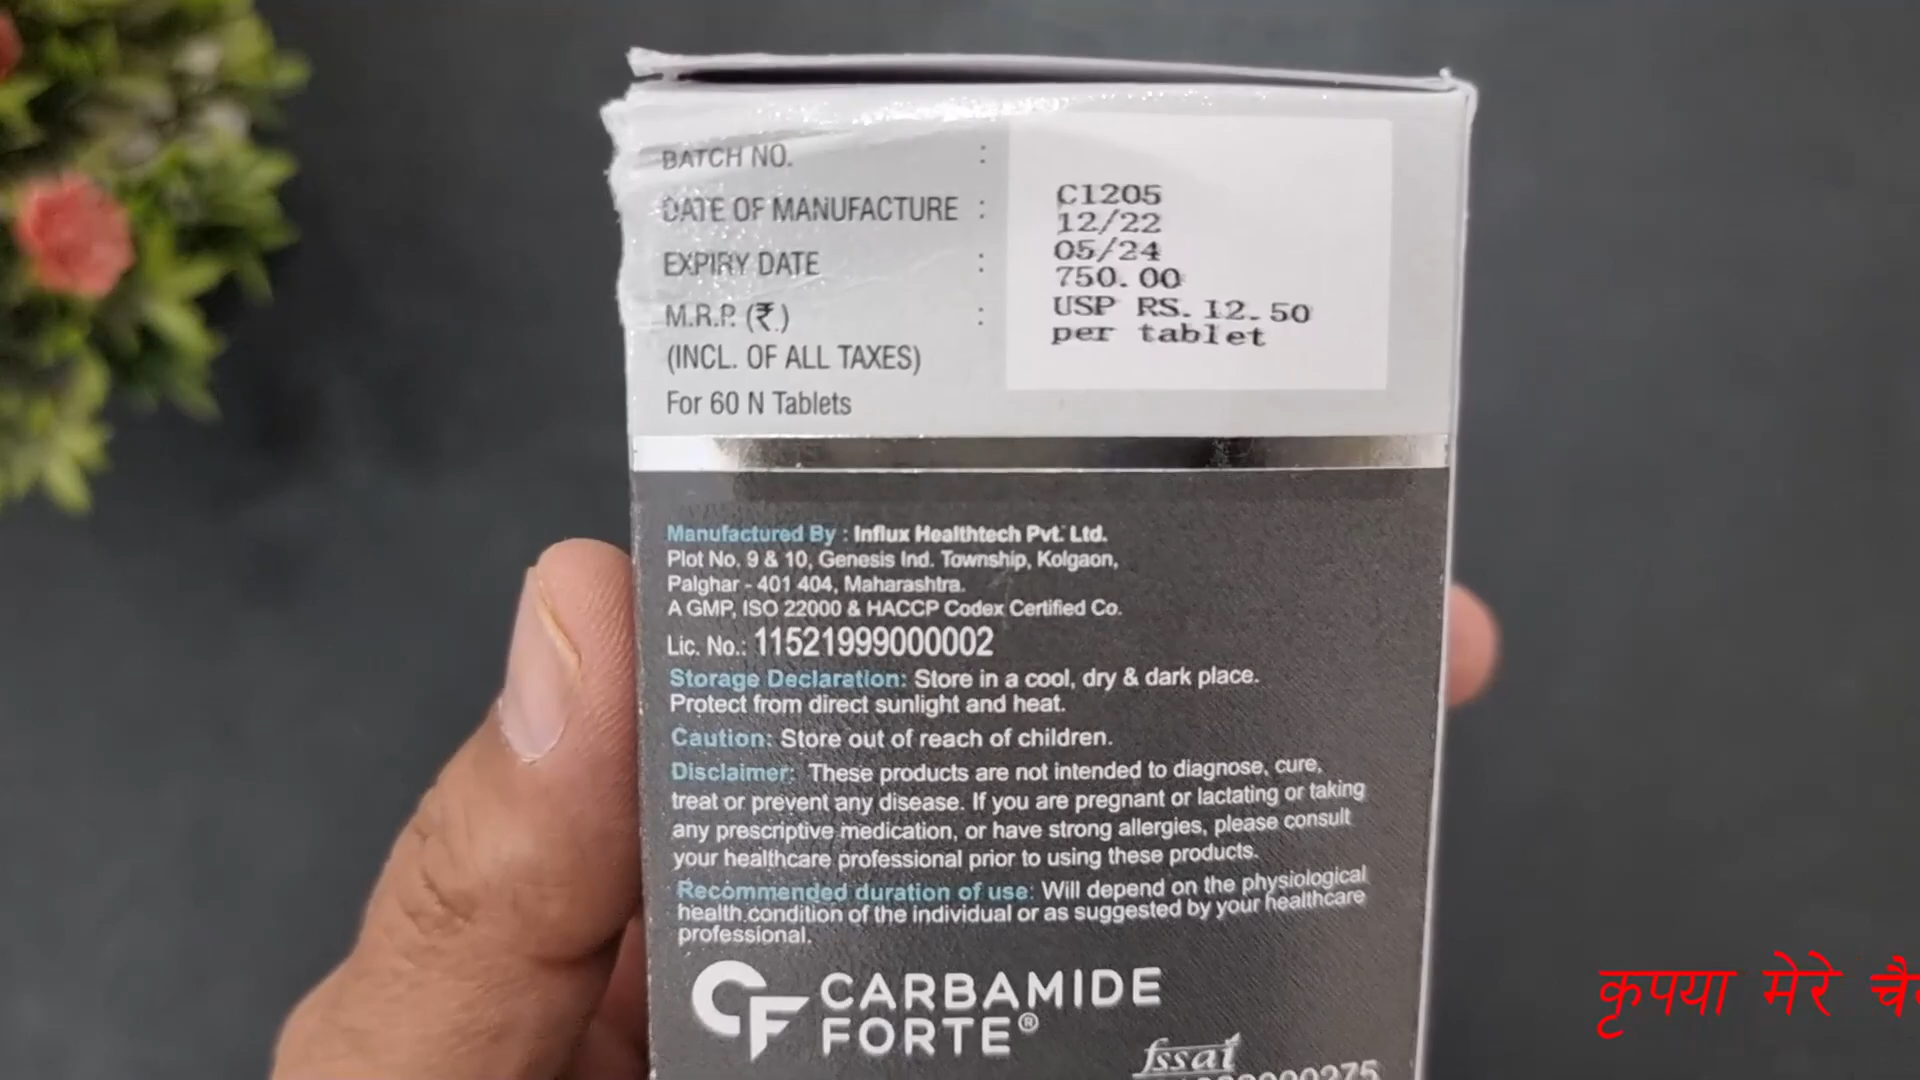 BATCH NO. :
DATE OF MANUFACTURE :
EXPIRY DATE :
M.R.P. (₹.) :
(INCL. OF ALL TAXES)
For 60 N Tablets
C1205
12/22
05/24
750.00
USP RS. 12.50
per tablet
Manufactured By : Influx Healthtech Pvt. Ltd.
Plot No. 9 & 10, Genesis Ind. Township, Kolgaon,
Palghar - 401 404, Maharashtra.
A GMP, ISO 22000 & HACCP Codex Certified Co.
Lic. No.: 11521999000002
Storage Declaration: Store in a cool, dry & dark place.
Protect from direct sunlight and heat.
Caution: Store out of reach of children.
Disclaimer: These products are not intended to diagnose, cure,
treat or prevent any disease. If you are pregnant or lactating or taking
any prescriptive medication, or have strong allergies, please consult
your healthcare professional prior to using these products.
Recommended duration of use: Will depend on the physiological
health condition of the individual or as suggested by your healthcare
professional.
CF CARBAMIDE
FORTE®
fssai
कृपया मेरे